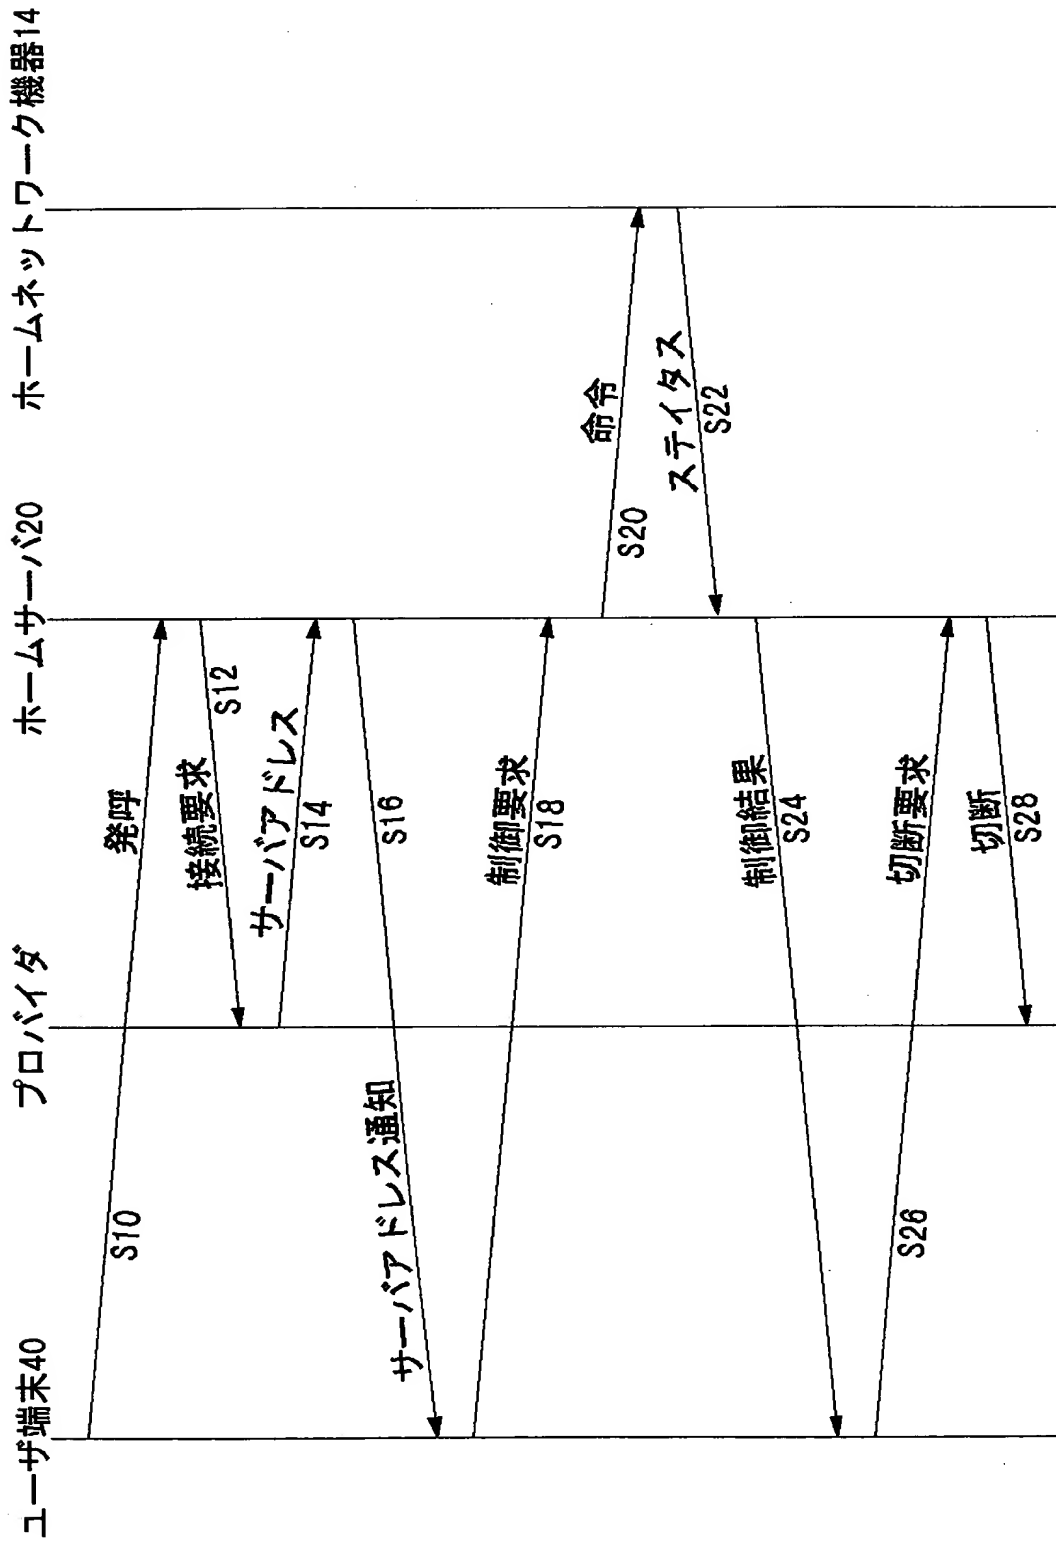 ユーザ端末40
プロバイダ
ホームサーバ20
ホームネットワーク機器14
発呼
S10
接続要求
S12
サーバアドレス
S14
サーバアドレス通知
S16
制御要求
S18
命令
S20
ステイタス
S22
制御結果
S24
切断要求
S26
切断
S28